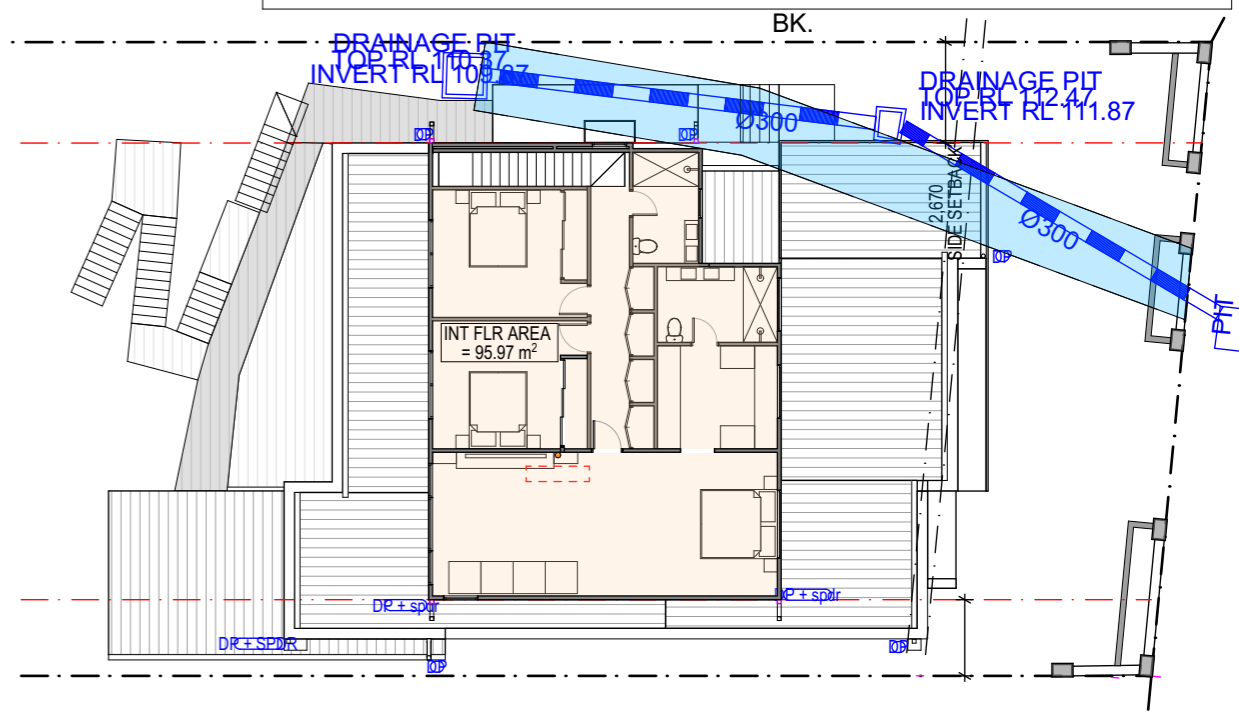 BK.
DRAINAGE PIT
TOP RL 110.37
INVERT RL 109.67
DRAINAGE PIT
TOP RL 112.47
INVERT RL 111.87
DP
DP
Ø300
2,670
SIDE SETBACK
Ø300
DP
PIT
INT FLR AREA
= 95.97 m²
DP + spdr
DP + spdr
DP + SPDR
DP
DP